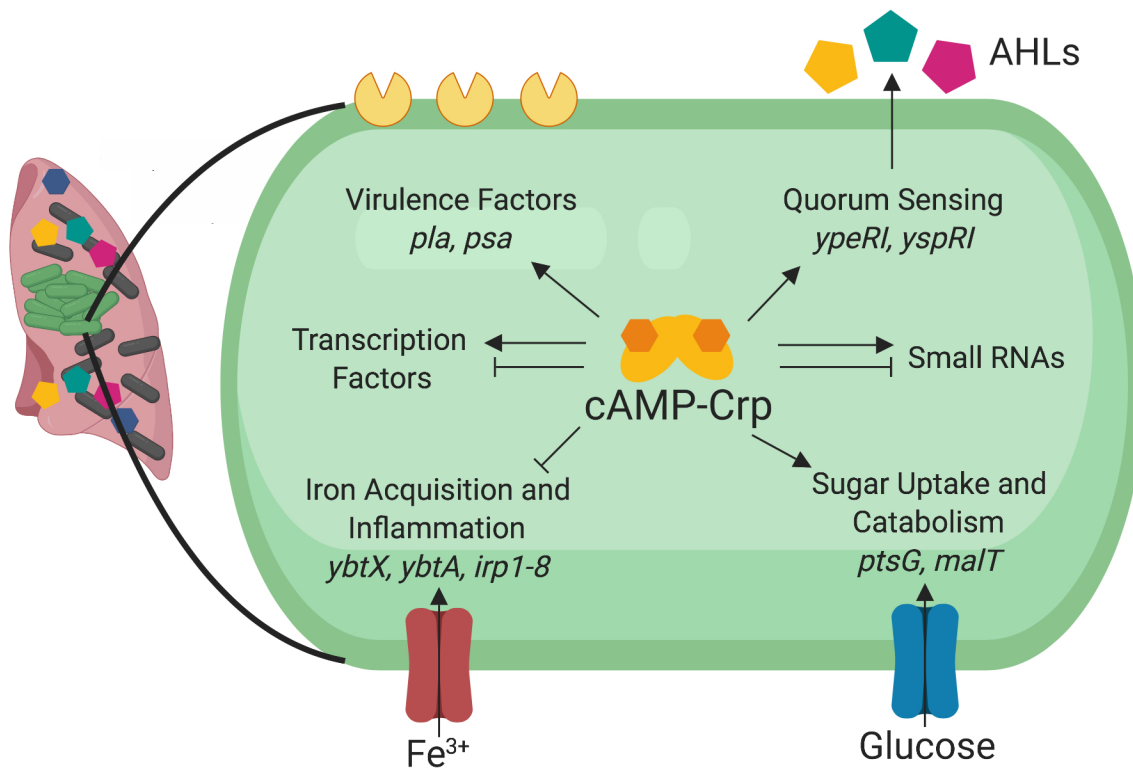 AHLs
Virulence Factors
pla, psa
Quorum Sensing
ypeRI, yspRI
Transcription
Factors
Small RNAs
cAMP-Crp
Iron Acquisition and
Inflammation
ybtX, ybtA, irp1-8
Sugar Uptake and
Catabolism
ptsG, malT
Fe³⁺
Glucose